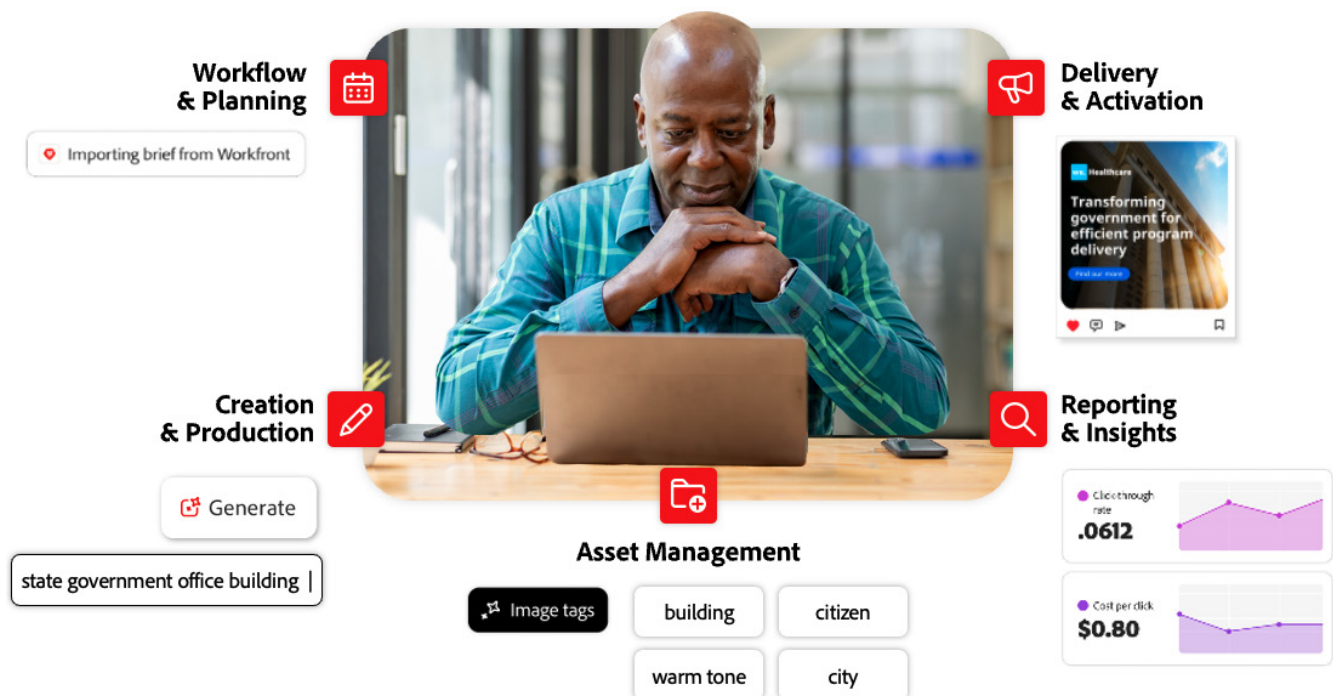 Workflow
& Planning
Importing brief from Workfront
Delivery
& Activation
we. Healthcare
Transforming
government for
efficient program
delivery
Find our more
Creation
& Production
Generate
state government office building
Reporting
& Insights
Click-through
rate
.0612
Cost per click
$0.80
Asset Management
Image tags
building
citizen
warm tone
city